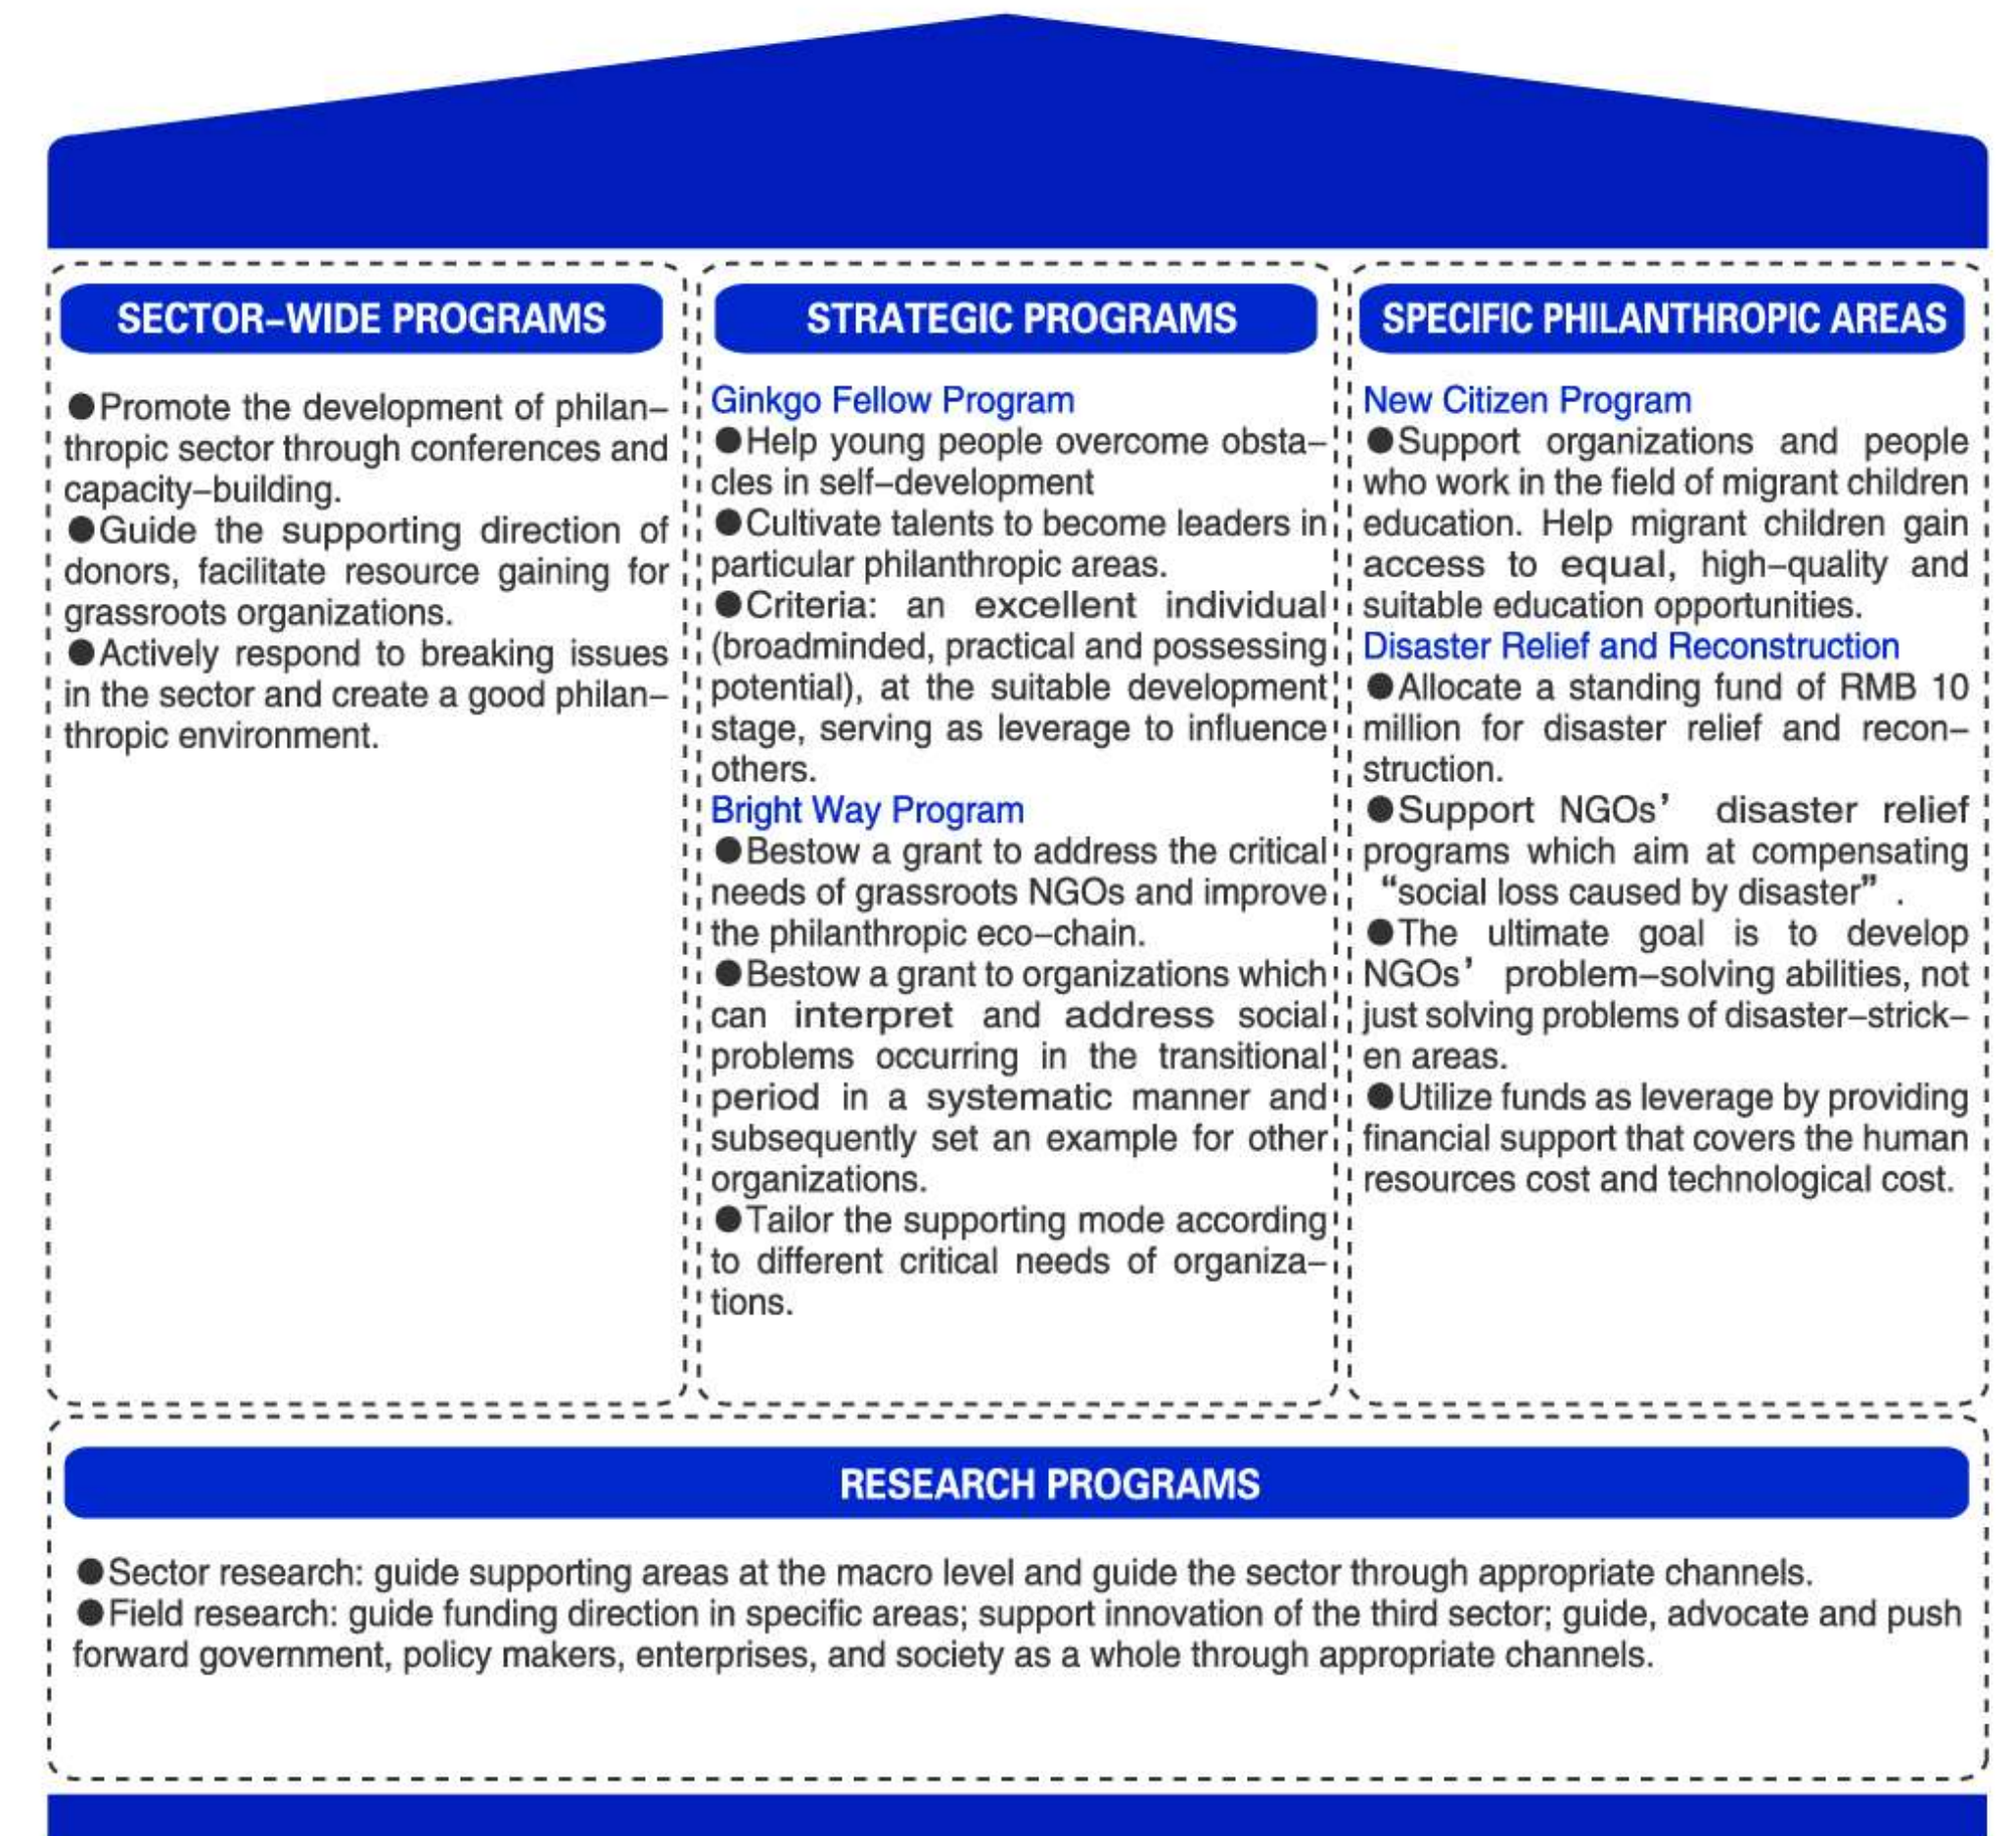 SECTOR–WIDE PROGRAMS
●Promote the development of philan–
thropic sector through conferences and
capacity–building.
●Guide the supporting direction of
donors, facilitate resource gaining for
grassroots organizations.
●Actively respond to breaking issues
in the sector and create a good philan–
thropic environment.
STRATEGIC PROGRAMS
Ginkgo Fellow Program
●Help young people overcome obsta–
cles in self–development
●Cultivate talents to become leaders in
particular philanthropic areas.
●Criteria: an excellent individual
(broadminded, practical and possessing
potential), at the suitable development
stage, serving as leverage to influence
others.
Bright Way Program
●Bestow a grant to address the critical
needs of grassroots NGOs and improve
the philanthropic eco–chain.
●Bestow a grant to organizations which
can interpret and address social
problems occurring in the transitional
period in a systematic manner and
subsequently set an example for other
organizations.
●Tailor the supporting mode according
to different critical needs of organiza–
tions.
SPECIFIC PHILANTHROPIC AREAS
New Citizen Program
●Support organizations and people
who work in the field of migrant children
education. Help migrant children gain
access to equal, high–quality and
suitable education opportunities.
Disaster Relief and Reconstruction
●Allocate a standing fund of RMB 10
million for disaster relief and recon–
struction.
●Support NGOs’ disaster relief
programs which aim at compensating
“social loss caused by disaster” .
●The ultimate goal is to develop
NGOs’ problem–solving abilities, not
just solving problems of disaster–strick–
en areas.
●Utilize funds as leverage by providing
financial support that covers the human
resources cost and technological cost.
RESEARCH PROGRAMS
●Sector research: guide supporting areas at the macro level and guide the sector through appropriate channels.
●Field research: guide funding direction in specific areas; support innovation of the third sector; guide, advocate and push
forward government, policy makers, enterprises, and society as a whole through appropriate channels.